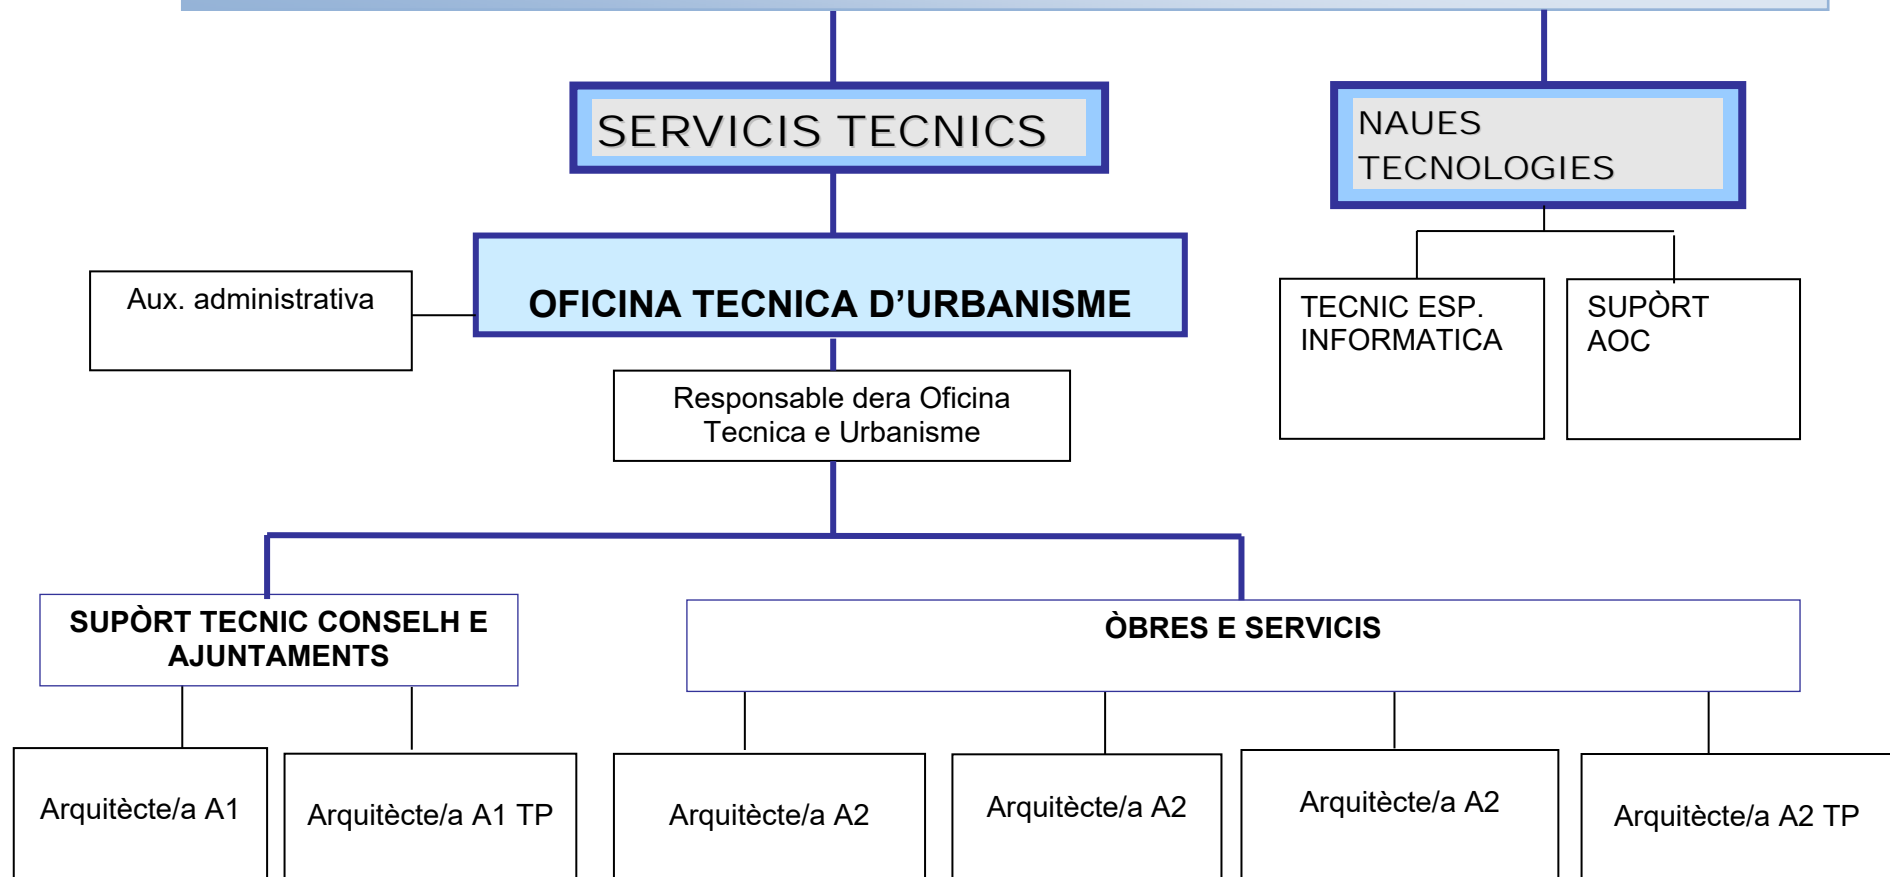 SERVICIS TECNICS
NAUES
TECNOLOGIES
Aux. administrativa
OFICINA TECNICA D’URBANISME
TECNIC ESP.
INFORMATICA
SUPÒRT
AOC
Responsable dera Oficina
Tecnica e Urbanisme
SUPÒRT TECNIC CONSELH E
AJUNTAMENTS
ÒBRES E SERVICIS
Arquitècte/a A1
Arquitècte/a A1 TP
Arquitècte/a A2
Arquitècte/a A2
Arquitècte/a A2
Arquitècte/a A2 TP